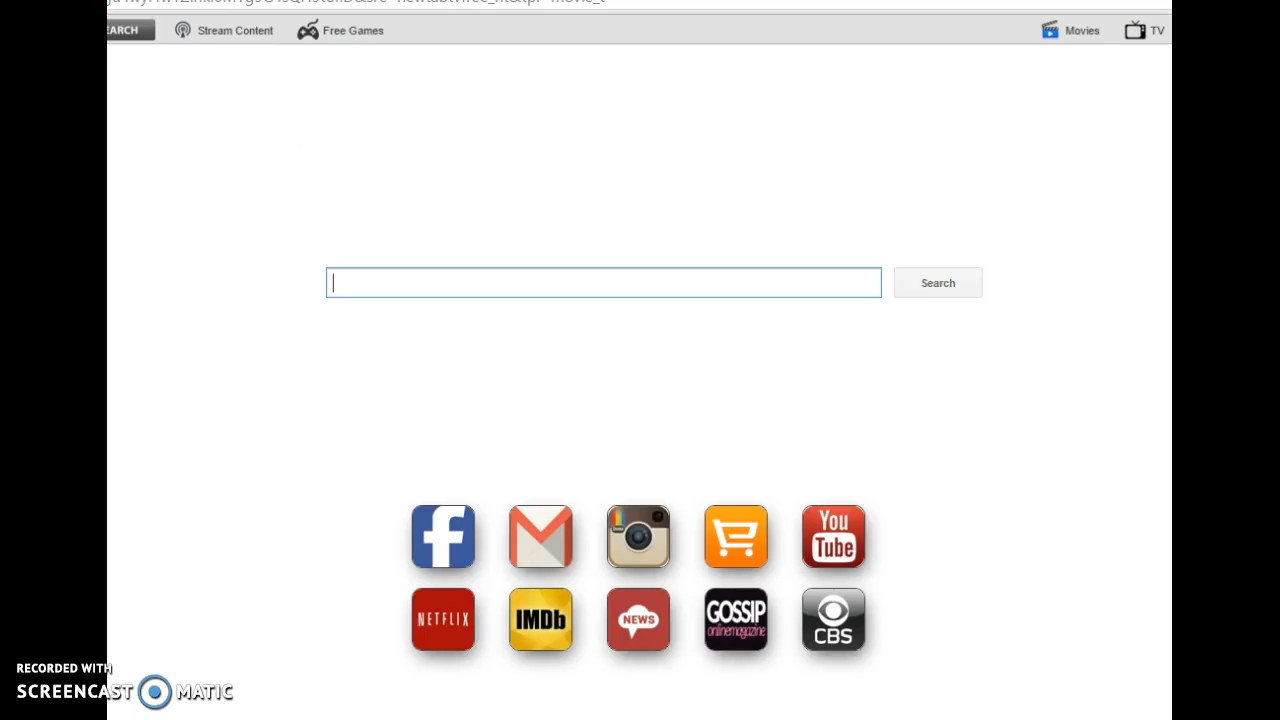 EARCH Stream Content Free Games Movies TV
Search
You Tube
NETFLIX IMDb NEWS GOSSIP onlinemagazine CBS
RECORDED WITH
SCREENCAST MATIC